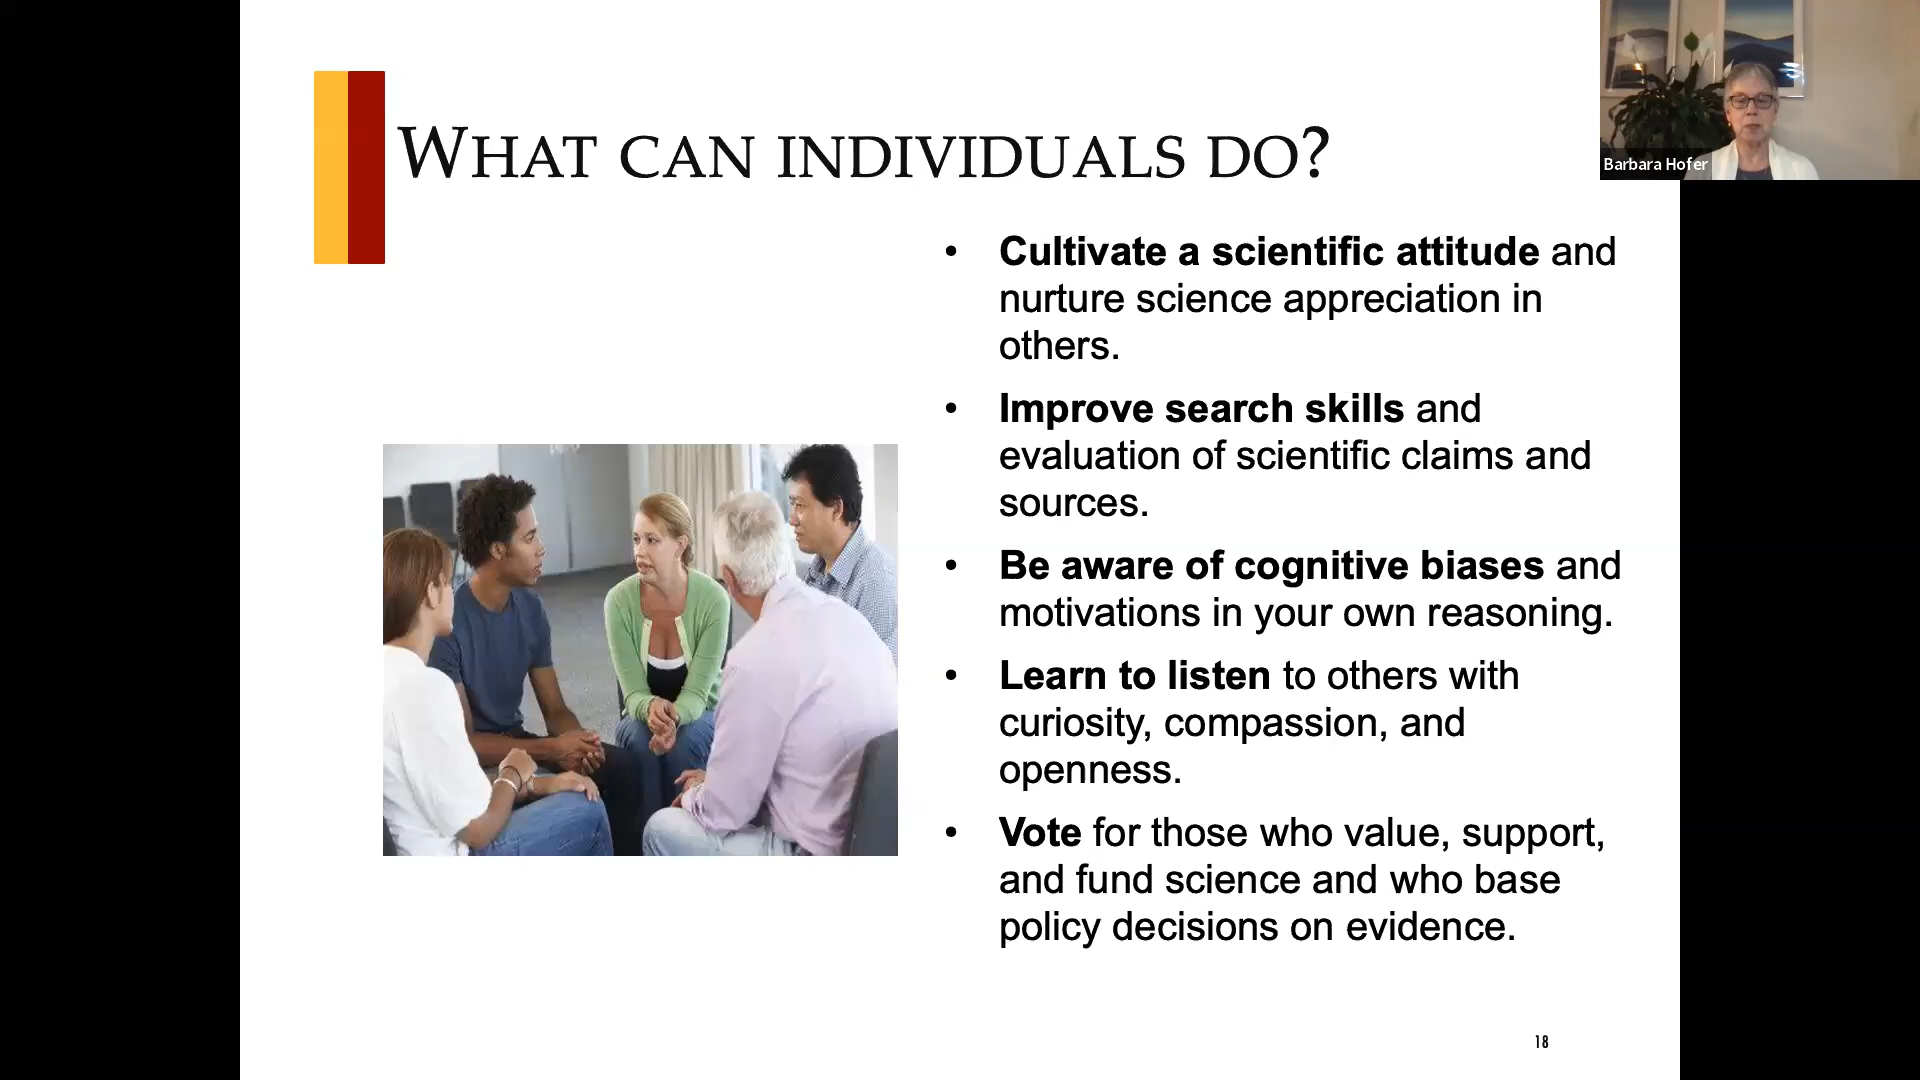 WHAT CAN INDIVIDUALS DO?
Barbara Hofer
• Cultivate a scientific attitude and
nurture science appreciation in
others.
• Improve search skills and
evaluation of scientific claims and
sources.
• Be aware of cognitive biases and
motivations in your own reasoning.
• Learn to listen to others with
curiosity, compassion, and
openness.
• Vote for those who value, support,
and fund science and who base
policy decisions on evidence.
18